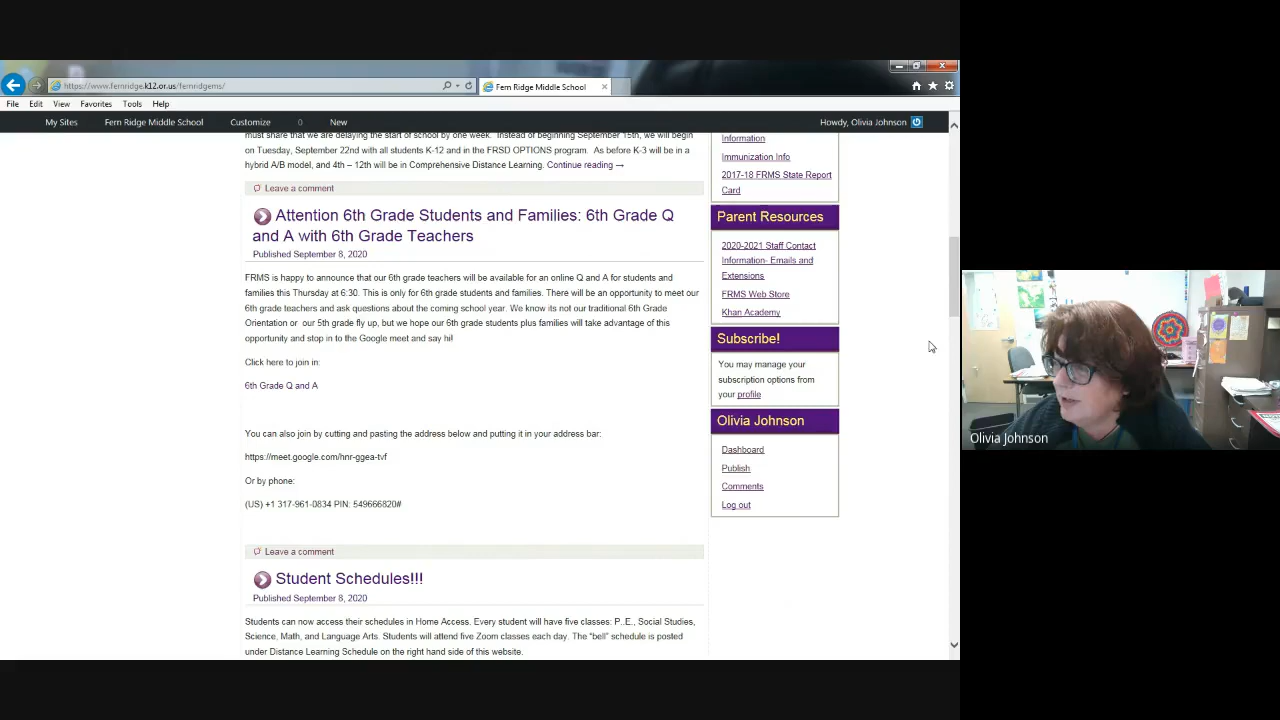 https://www.fernridge.k12.or.us/fernridgems/
Fern Ridge Middle School
File Edit View Favorites Tools Help
My Sites Fern Ridge Middle School Customize 0 New Howdy, Olivia Johnson
must share that we are delaying the start of school by one week. Instead of beginning September 15th, we will begin
on Tuesday, September 22nd with all students K-12 and in the FRSD OPTIONS program. As before K-3 will be in a
hybrid A/B model, and 4th – 12th will be in Comprehensive Distance Learning. Continue reading →
Leave a comment
Attention 6th Grade Students and Families: 6th Grade Q
and A with 6th Grade Teachers
Published September 8, 2020
FRMS is happy to announce that our 6th grade teachers will be available for an online Q and A for students and
families this Thursday at 6:30. This is only for 6th grade students and families. There will be an opportunity to meet our
6th grade teachers and ask questions about the coming school year. We know its not our traditional 6th Grade
Orientation or our 5th grade fly up, but we hope our 6th grade students plus families will take advantage of this
opportunity and stop in to the Google meet and say hi!
Click here to join in:
6th Grade Q and A
You can also join by cutting and pasting the address below and putting it in your address bar:
https://meet.google.com/hnr-ggea-tvf
Or by phone:
(US) +1 317-961-0834 PIN: 549666820#
Leave a comment
Student Schedules!!!
Published September 8, 2020
Students can now access their schedules in Home Access. Every student will have five classes: P..E., Social Studies,
Science, Math, and Language Arts. Students will attend five Zoom classes each day. The “bell” schedule is posted
under Distance Learning Schedule on the right hand side of this website.
Information
Immunization Info
2017-18 FRMS State Report
Card
Parent Resources
2020-2021 Staff Contact
Information- Emails and
Extensions
FRMS Web Store
Khan Academy
Subscribe!
You may manage your
subscription options from
your profile
Olivia Johnson
Dashboard
Publish
Comments
Log out
Olivia Johnson